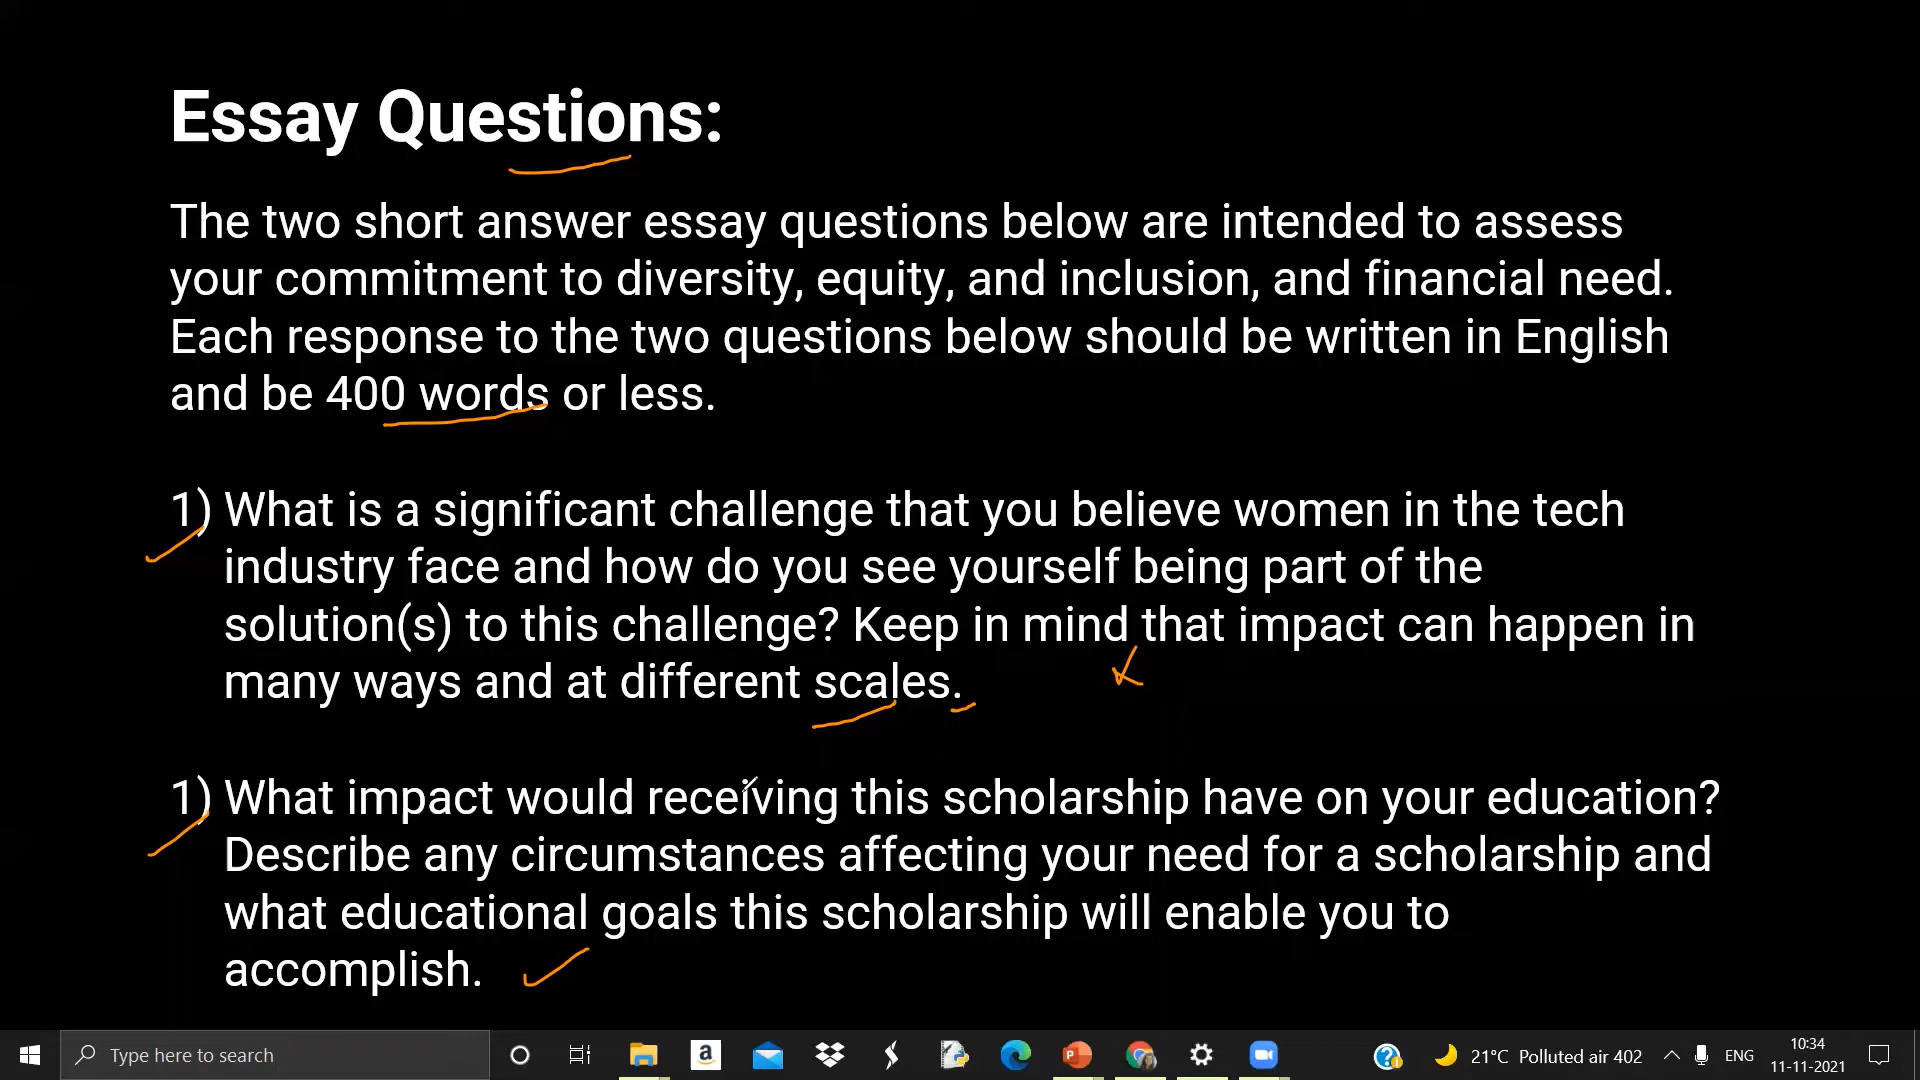 Essay Questions:
The two short answer essay questions below are intended to assess
your commitment to diversity, equity, and inclusion, and financial need.
Each response to the two questions below should be written in English
and be 400 words or less.
1) What is a significant challenge that you believe women in the tech
industry face and how do you see yourself being part of the
solution(s) to this challenge? Keep in mind that impact can happen in
many ways and at different scales.
1) What impact would receiving this scholarship have on your education?
Describe any circumstances affecting your need for a scholarship and
what educational goals this scholarship will enable you to
accomplish.
Type here to search
21°C Polluted air 402
ENG
10:34
11-11-2021